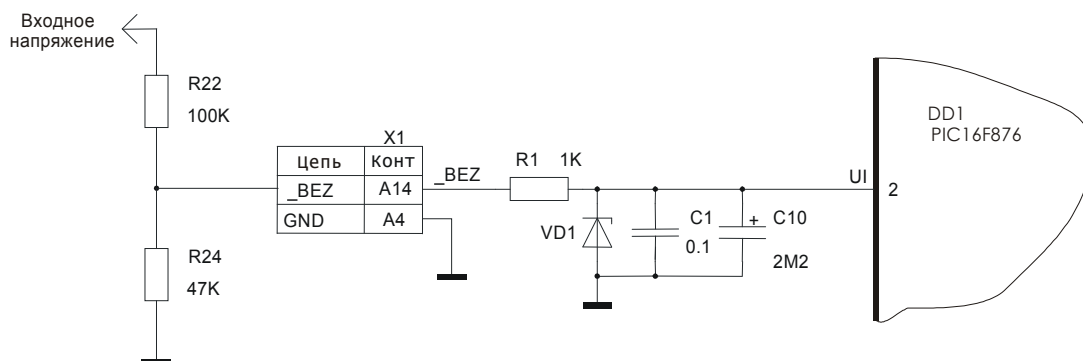 Входное
напряжение
R22
100K
X1
Цепь Конт
_BEZ A14
GND A4
_BEZ
R24
47K
R1 1K
VD1
C1
0.1
+ C10
2M2
UI
2
DD1
PIC16F876